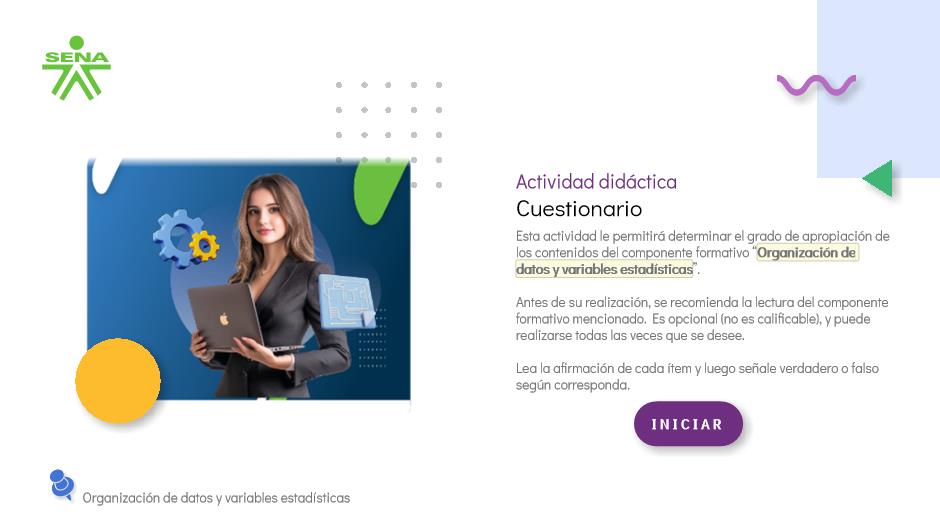 SENA
Actividad didáctica
Cuestionario
Esta actividad le permitirá determinar el grado de apropiación de
los contenidos del componente formativo “Organización de
datos y variables estadísticas”.
Antes de su realización, se recomienda la lectura del componente
formativo mencionado. Es opcional (no es calificable), y puede
realizarse todas las veces que se desee.
Lea la afirmación de cada ítem y luego señale verdadero o falso
según corresponda.
INICIAR
Organización de datos y variables estadísticas